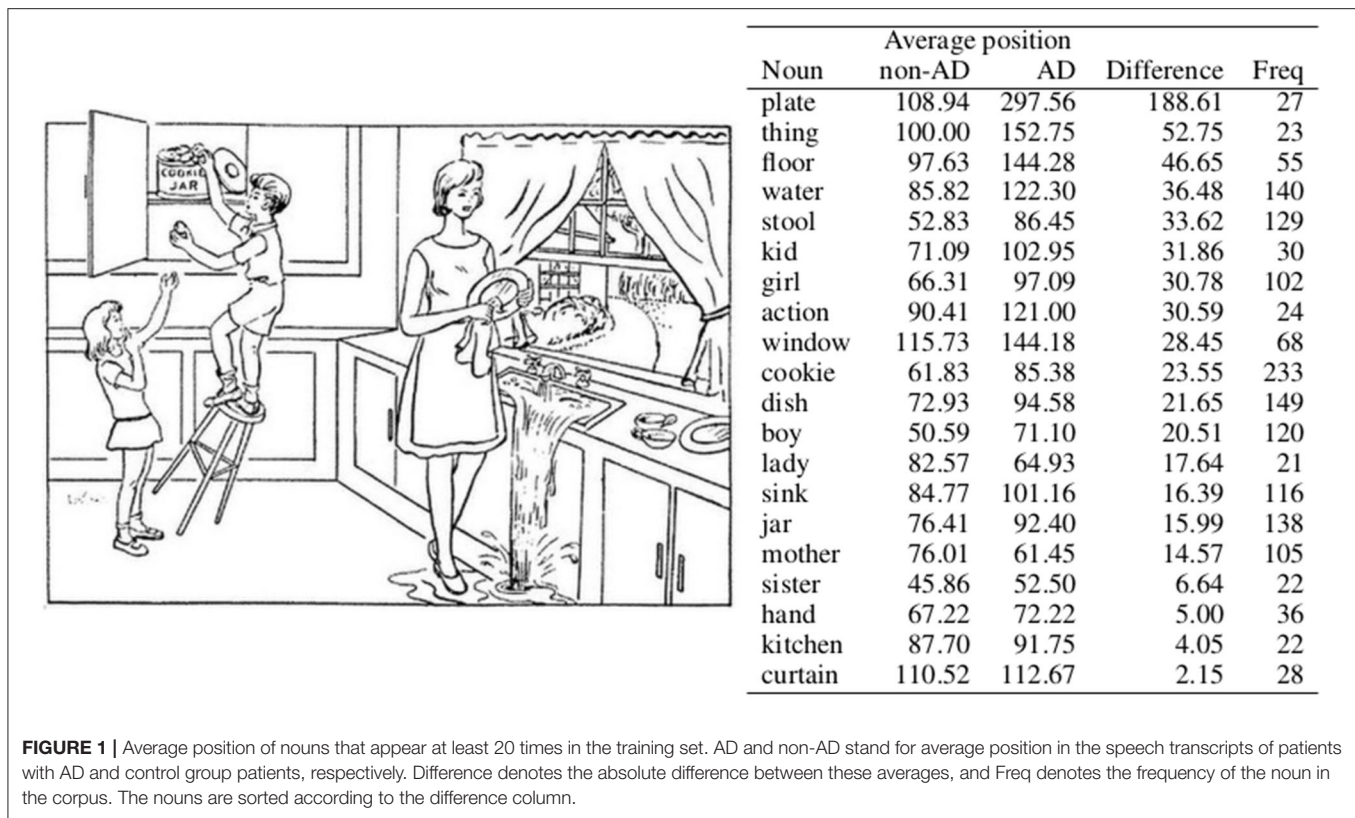 COOKIE
JAR
Average position
Noun non-AD AD Difference Freq
plate 108.94 297.56 188.61 27
thing 100.00 152.75 52.75 23
floor 97.63 144.28 46.65 55
water 85.82 122.30 36.48 140
stool 52.83 86.45 33.62 129
kid 71.09 102.95 31.86 30
girl 66.31 97.09 30.78 102
action 90.41 121.00 30.59 24
window 115.73 144.18 28.45 68
cookie 61.83 85.38 23.55 233
dish 72.93 94.58 21.65 149
boy 50.59 71.10 20.51 120
lady 82.57 64.93 17.64 21
sink 84.77 101.16 16.39 116
jar 76.41 92.40 15.99 138
mother 76.01 61.45 14.57 105
sister 45.86 52.50 6.64 22
hand 67.22 72.22 5.00 36
kitchen 87.70 91.75 4.05 22
curtain 110.52 112.67 2.15 28
FIGURE 1 | Average position of nouns that appear at least 20 times in the training set. AD and non-AD stand for average position in the speech transcripts of patients
with AD and control group patients, respectively. Difference denotes the absolute difference between these averages, and Freq denotes the frequency of the noun in
the corpus. The nouns are sorted according to the difference column.